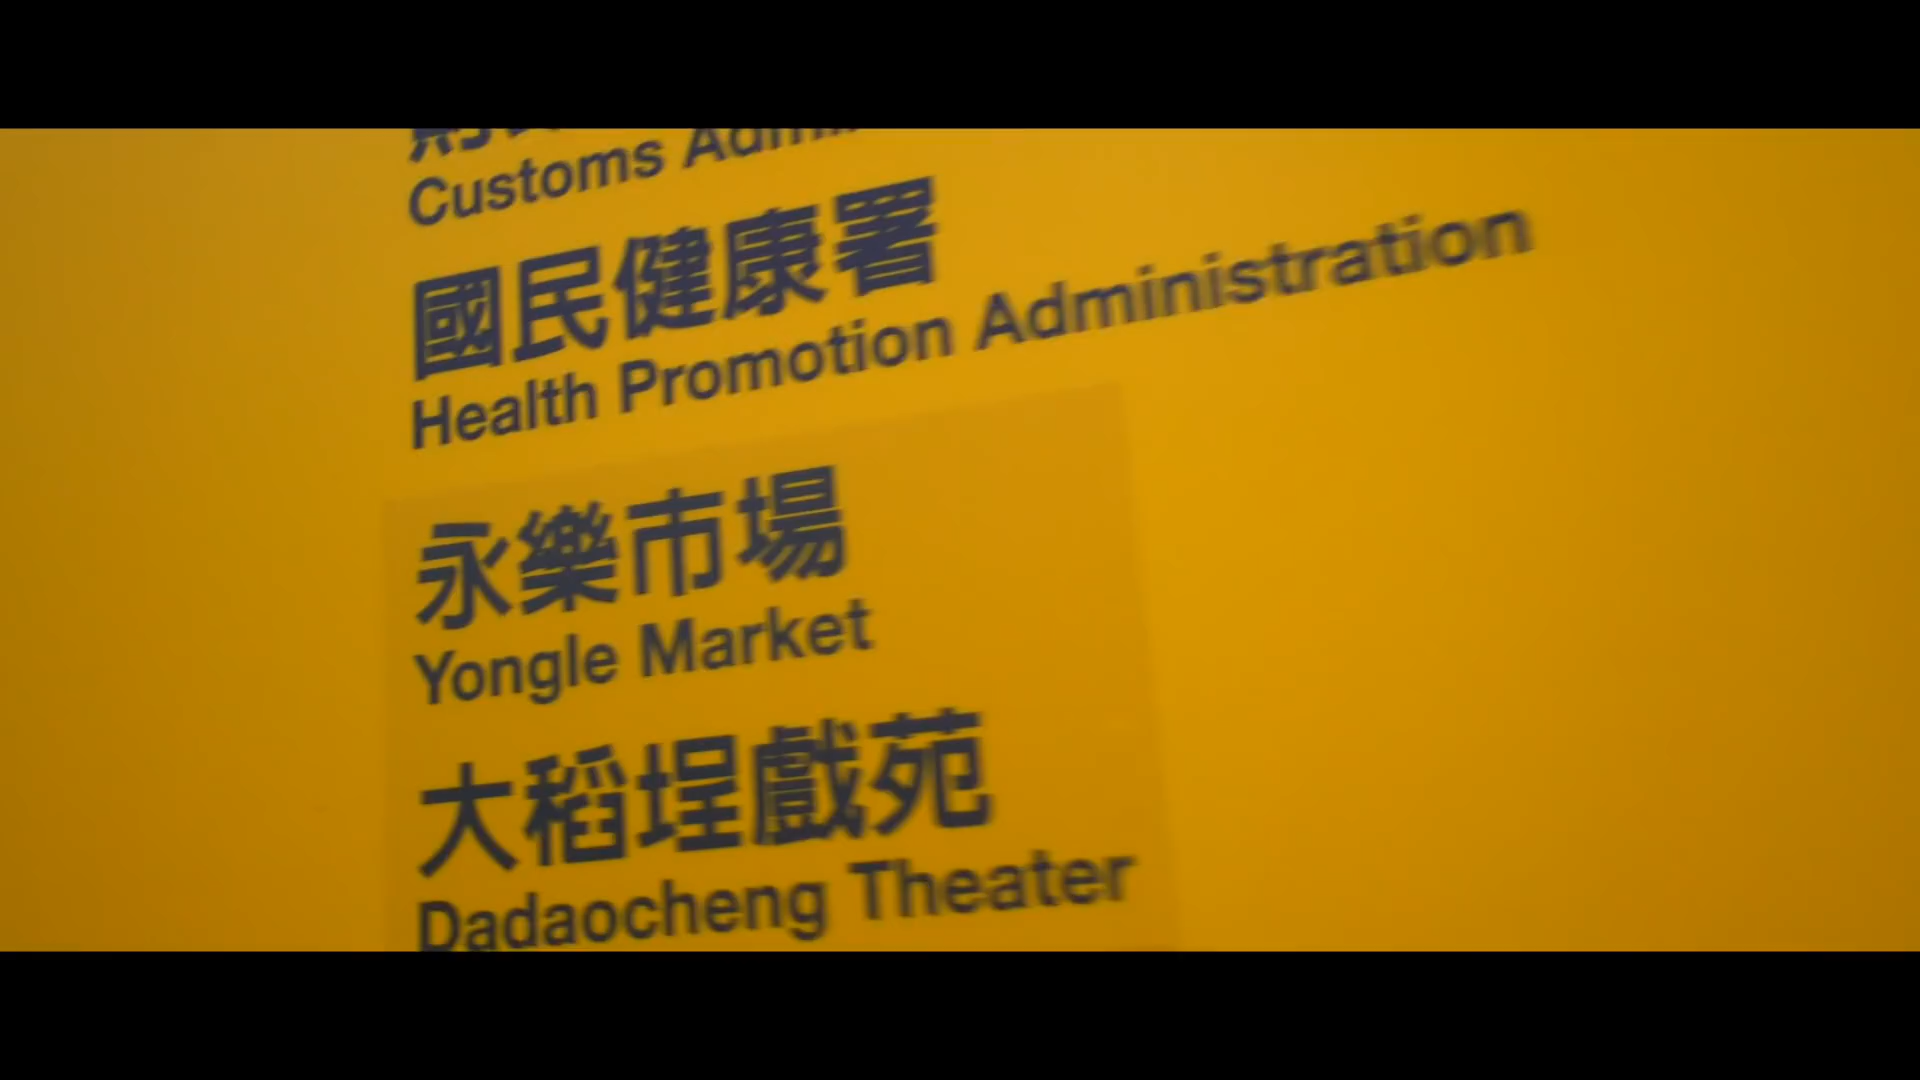 Customs
國民健康署
Health Promotion Administration
永樂市場
Yongle Market
大稻埕戲苑
Dadaocheng Theater